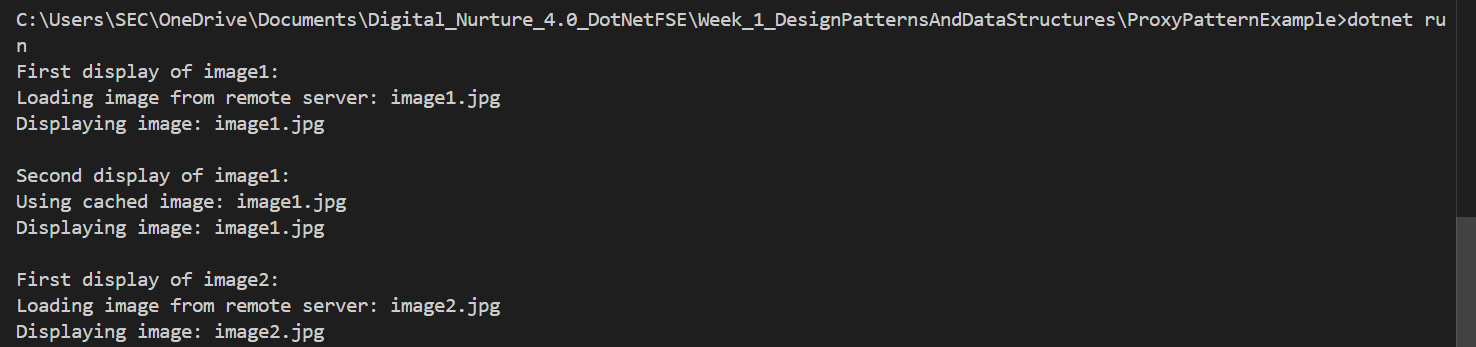 C:\Users\SEC\OneDrive\Documents\Digital_Nurture_4.0_DotNetFSE\Week_1_DesignPatternsAndDataStructures\ProxyPatternExample>dotnet ru
n
First display of image1:
Loading image from remote server: image1.jpg
Displaying image: image1.jpg

Second display of image1:
Using cached image: image1.jpg
Displaying image: image1.jpg

First display of image2:
Loading image from remote server: image2.jpg
Displaying image: image2.jpg